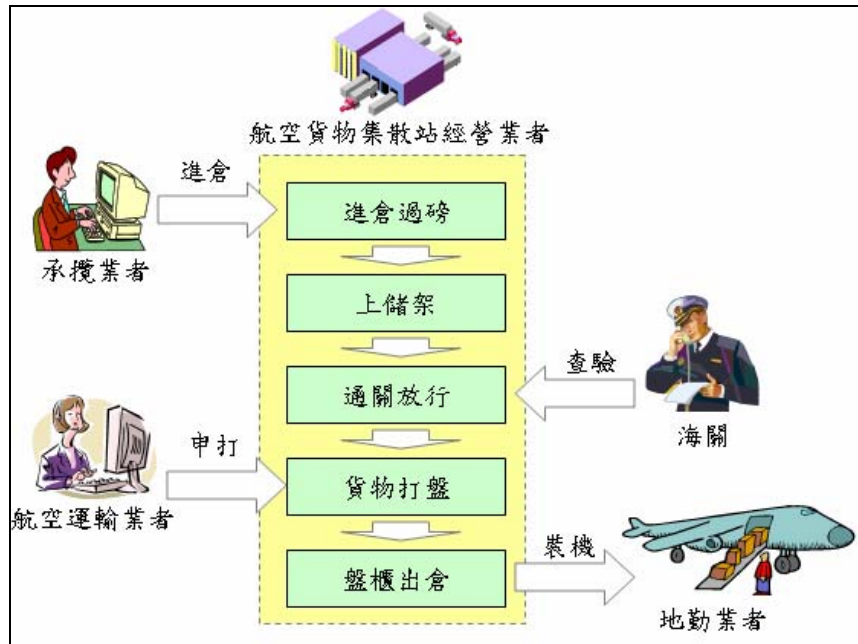 航空貨物集散站經營業者
進倉
進倉過磅
承攬業者
上儲架
查驗
通關放行
海關
申打
貨物打盤
航空運輸業者
裝機
盤櫃出倉
地勤業者